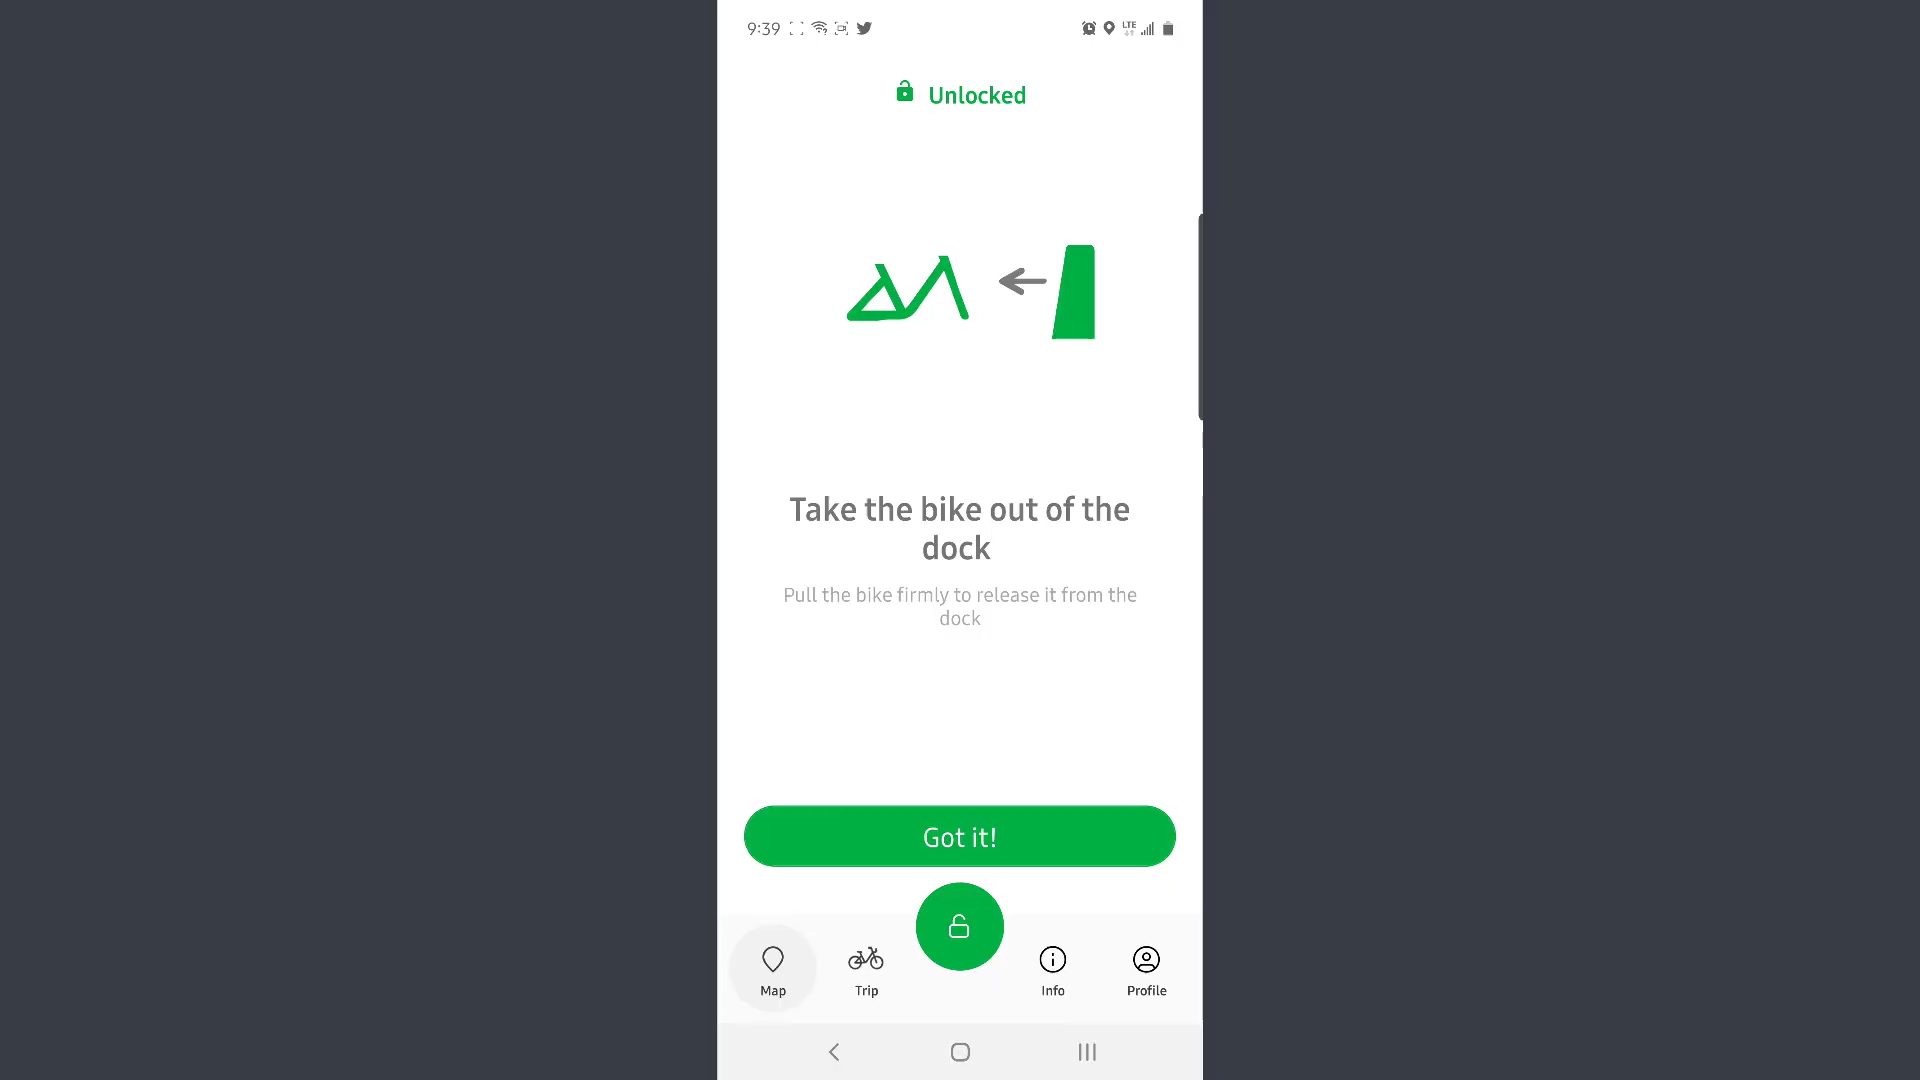 9:39
LTE
Unlocked
Take the bike out of the
dock
Pull the bike firmly to release it from the
dock
Got it!
Map
Trip
Info
Profile